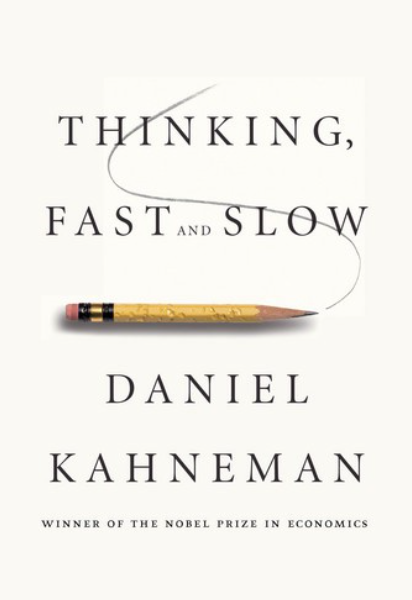 THINKING,
FAST AND SLOW
DANIEL
KAHNEMAN
WINNER OF THE NOBEL PRIZE IN ECONOMICS